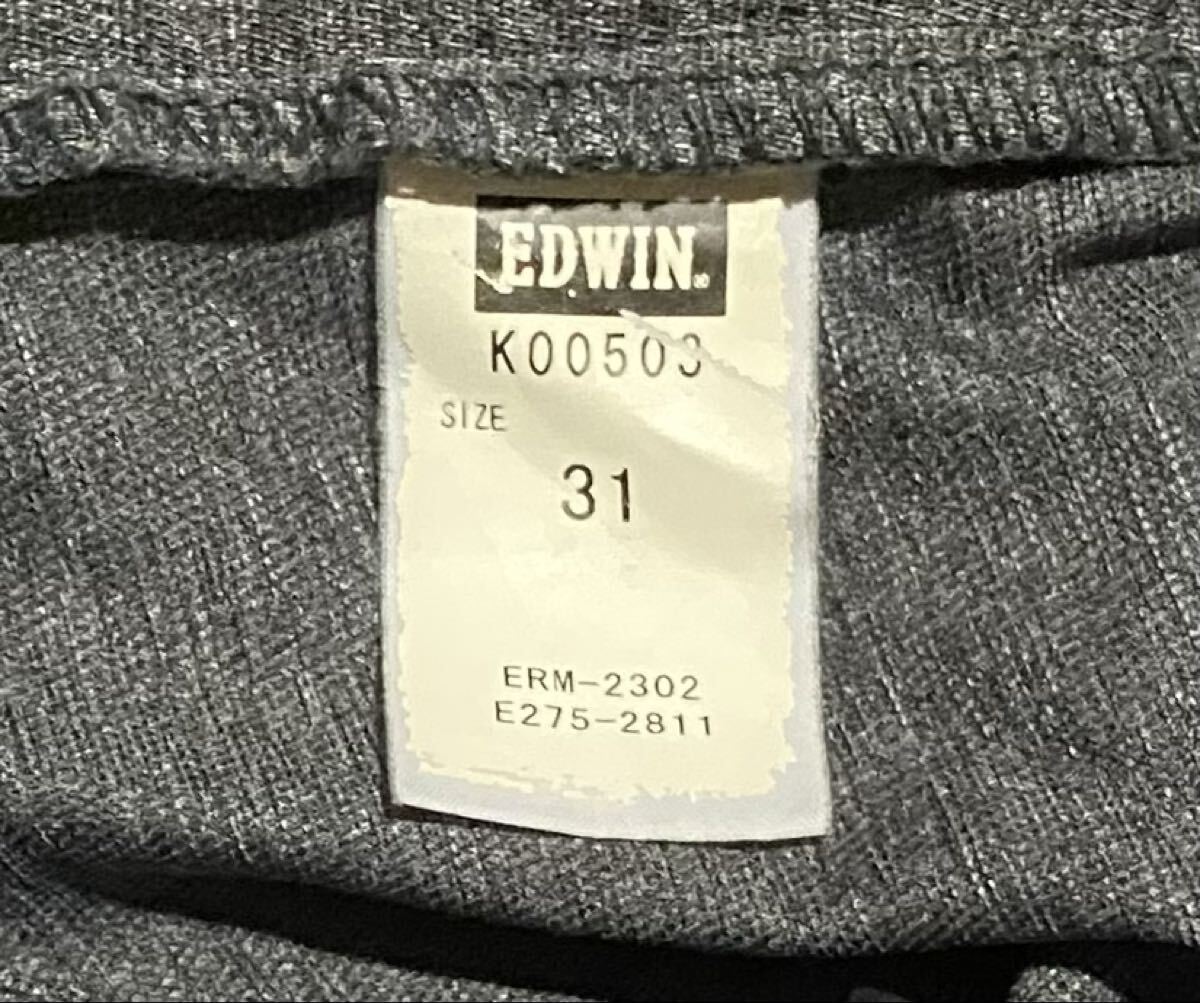 EDWIN®
K00503
SIZE
31
ERM-2302
E275-2811